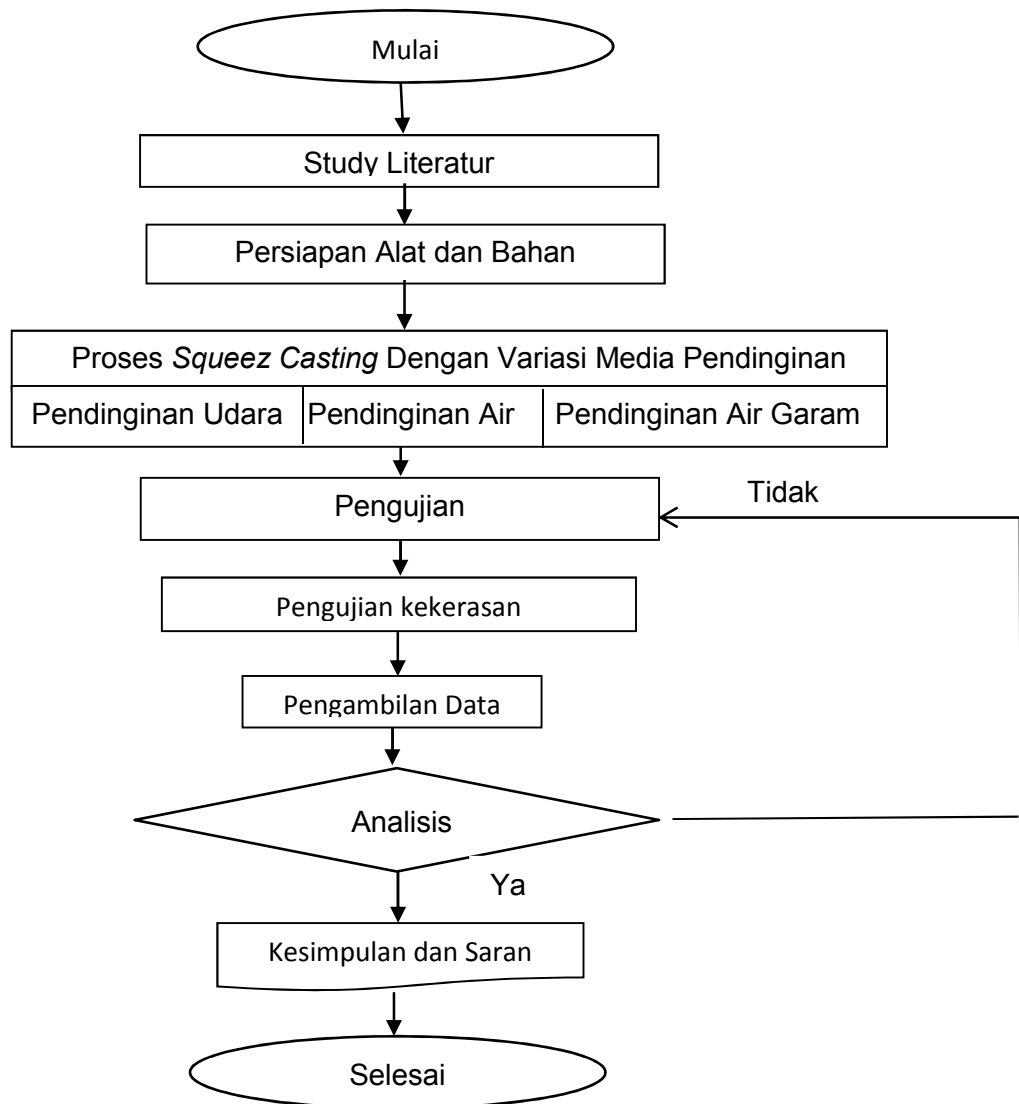 Mulai
Study Literatur
Persiapan Alat dan Bahan
Proses Squeez Casting Dengan Variasi Media Pendinginan
Pendinginan Udara
Pendinginan Air
Pendinginan Air Garam
Pengujian
Tidak
Pengujian kekerasan
Pengambilan Data
Analisis
Ya
Kesimpulan dan Saran
Selesai